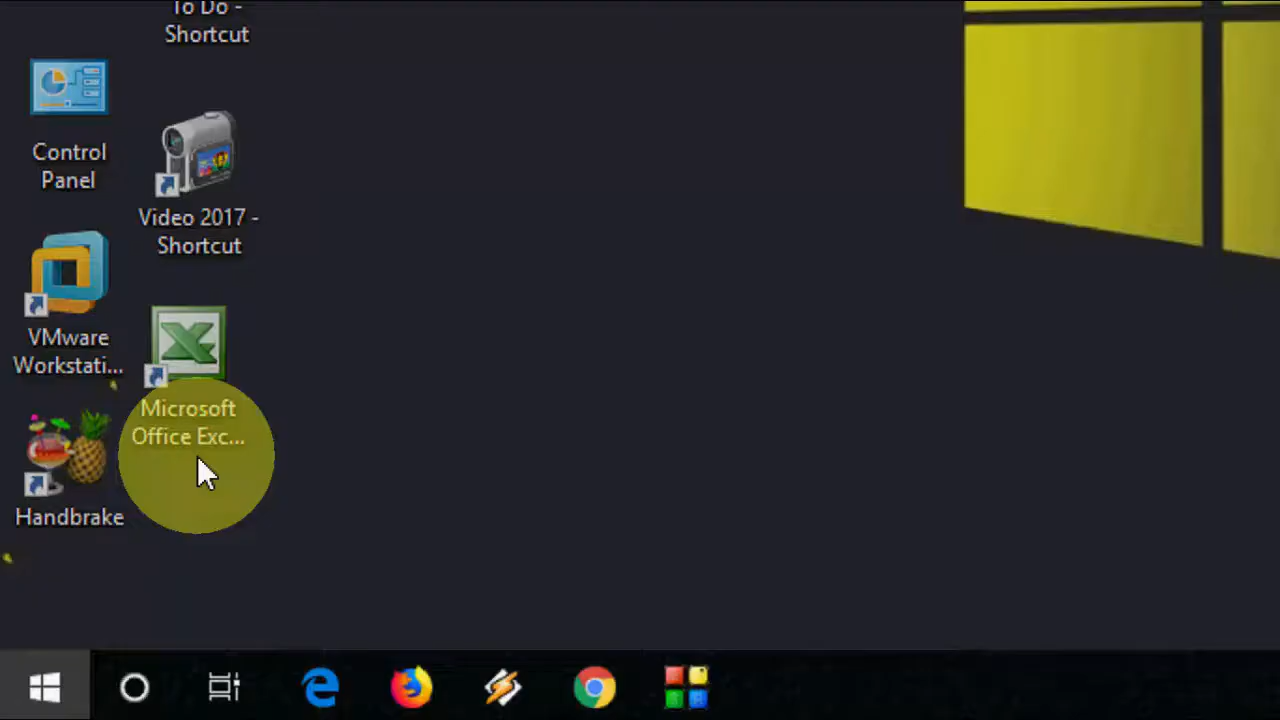 To Do -
Shortcut
Control
Panel
Video 2017 -
Shortcut
VMware
Workstati...
Microsoft
Office Exc...
Handbrake